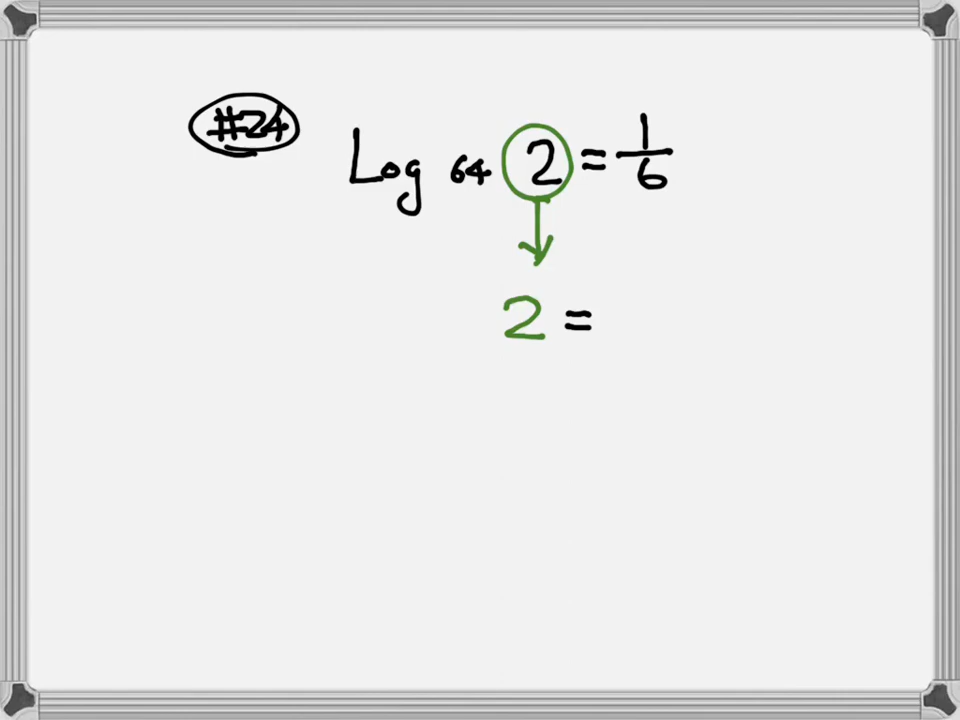 #24
Log 64 2 = 1/6
2 =